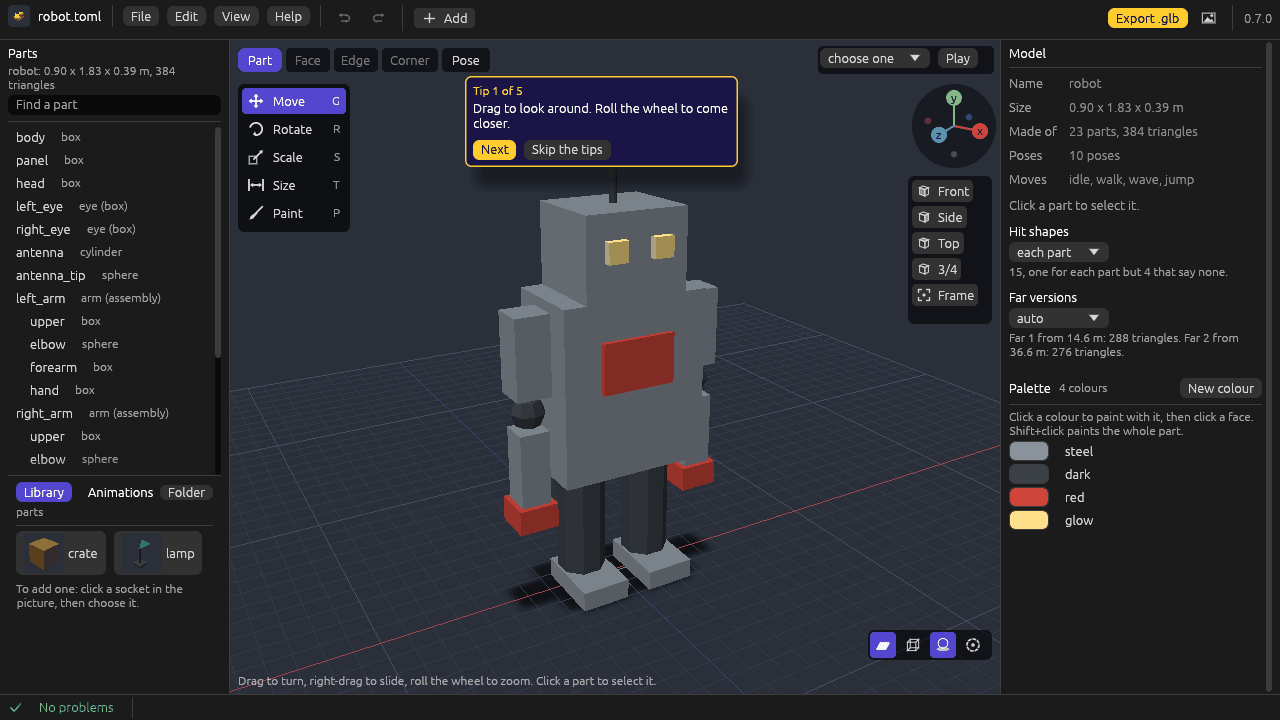 robot.toml
File
Edit
View
Help
Add
Export .glb
0.7.0
Parts
robot: 0.90 x 1.83 x 0.39 m, 384
triangles
Find a part
body box
panel box
head box
left_eye eye (box)
right_eye eye (box)
antenna cylinder
antenna_tip sphere
left_arm arm (assembly)
upper box
elbow sphere
forearm box
hand box
right_arm arm (assembly)
upper box
elbow sphere
Library
Animations
Folder
parts
crate
lamp
To add one: click a socket in the
picture, then choose it.
No problems
Part
Face
Edge
Corner
Pose
Move G
Rotate R
Scale S
Size T
Paint P
Tip 1 of 5
Drag to look around. Roll the wheel to come
closer.
Next
Skip the tips
choose one
Play
y
x
z
Front
Side
Top
3/4
Frame
Drag to turn, right-drag to slide, roll the wheel to zoom. Click a part to select it.
Model
Name robot
Size 0.90 x 1.83 x 0.39 m
Made of 23 parts, 384 triangles
Poses 10 poses
Moves idle, walk, wave, jump
Click a part to select it.
Hit shapes
each part
15, one for each part but 4 that say none.
Far versions
auto
Far 1 from 14.6 m: 288 triangles. Far 2 from
36.6 m: 276 triangles.
Palette 4 colours
New colour
Click a colour to paint with it, then click a face.
Shift+click paints the whole part.
steel
dark
red
glow